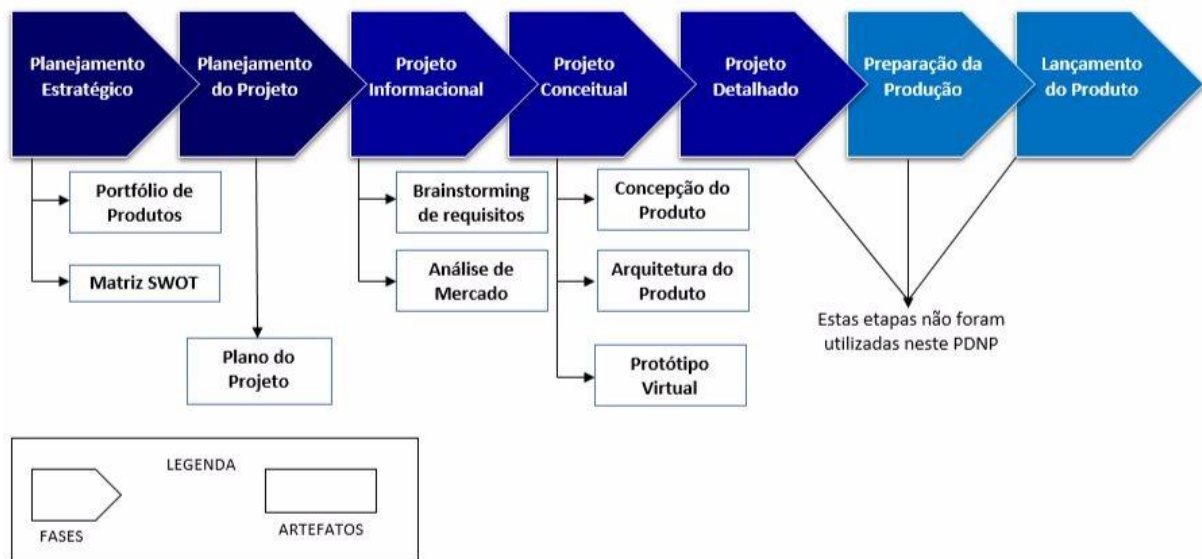 Planejamento
Estratégico
Planejamento
do Projeto
Projeto
Informacional
Projeto
Conceitual
Projeto
Detalhado
Preparação da
Produção
Lançamento
do Produto
Portfólio de
Produtos
Matriz SWOT
Plano do
Projeto
Brainstorming
de requisitos
Análise de
Mercado
Concepção do
Produto
Arquitetura do
Produto
Protótipo
Virtual
Estas etapas não foram
utilizadas neste PDNP
LEGENDA
FASES
ARTEFATOS